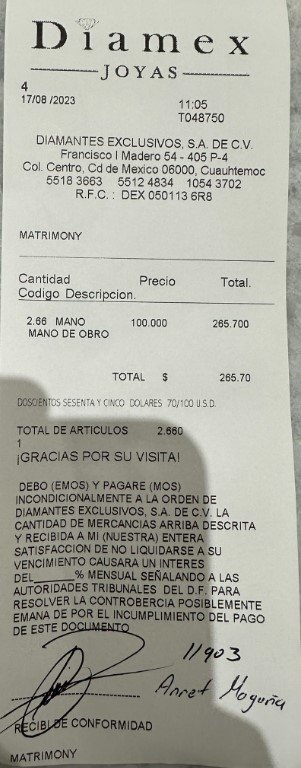 Diamex
JOYAS
4
17/08/2023 11:05
T048750
DIAMANTES EXCLUSIVOS, S.A. DE C.V.
Francisco I Madero 54 - 405 P-4
Col. Centro, Cd de Mexico 06000, Cuauhtemoc
5518 3663 5512 4834 1054 3702
R.F.C. : DEX 050113 6R8
MATRIMONY
Cantidad Precio Total.
Codigo Descripcion.
2.66 MANO 100.000 265.700
MANO DE OBRO
TOTAL $ 265.70
DOSCIENTOS SESENTA Y CINCO DOLARES 70/100 U.S.D.
TOTAL DE ARTICULOS 2.660
1
¡GRACIAS POR SU VISITA!
DEBO (EMOS) Y PAGARE (MOS)
INCONDICIONALMENTE A LA ORDEN DE
DIAMANTES EXCLUSIVOS, S.A. DE C.V. LA
CANTIDAD DE MERCANCIAS ARRIBA DESCRITA
Y RECIBIDA A MI (NUESTRA) ENTERA
SATISFACCION DE NO LIQUIDARSE A SU
VENCIMIENTO CAUSARA UN INTERES
DEL______% MENSUAL SEÑALANDO A LAS
AUTORIDADES TRIBUNALES DEL D.F. PARA
RESOLVER LA CONTROBERCIA POSIBLEMENTE
EMANA DE POR EL INCUMPLIMIENTO DEL PAGO
DE ESTE DOCUMENTO
11903
RECIBI DE CONFORMIDAD
MATRIMONY